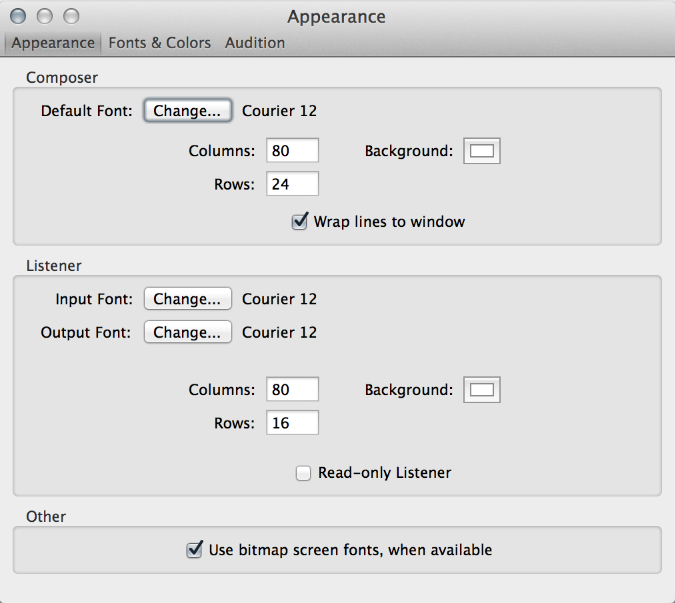 Appearance
Appearance Fonts & Colors Audition
Composer
Default Font: Change... Courier 12
Columns: 80 Background:
Rows: 24
Wrap lines to window
Listener
Input Font: Change... Courier 12
Output Font: Change... Courier 12
Columns: 80 Background:
Rows: 16
Read-only Listener
Other
Use bitmap screen fonts, when available